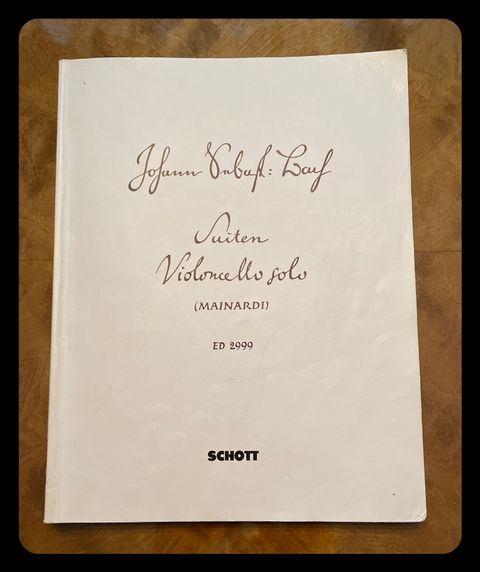 Johann Sebast: Bach
Suiten
Violoncello solo
(MAINARDI)
ED 2999
SCHOTT